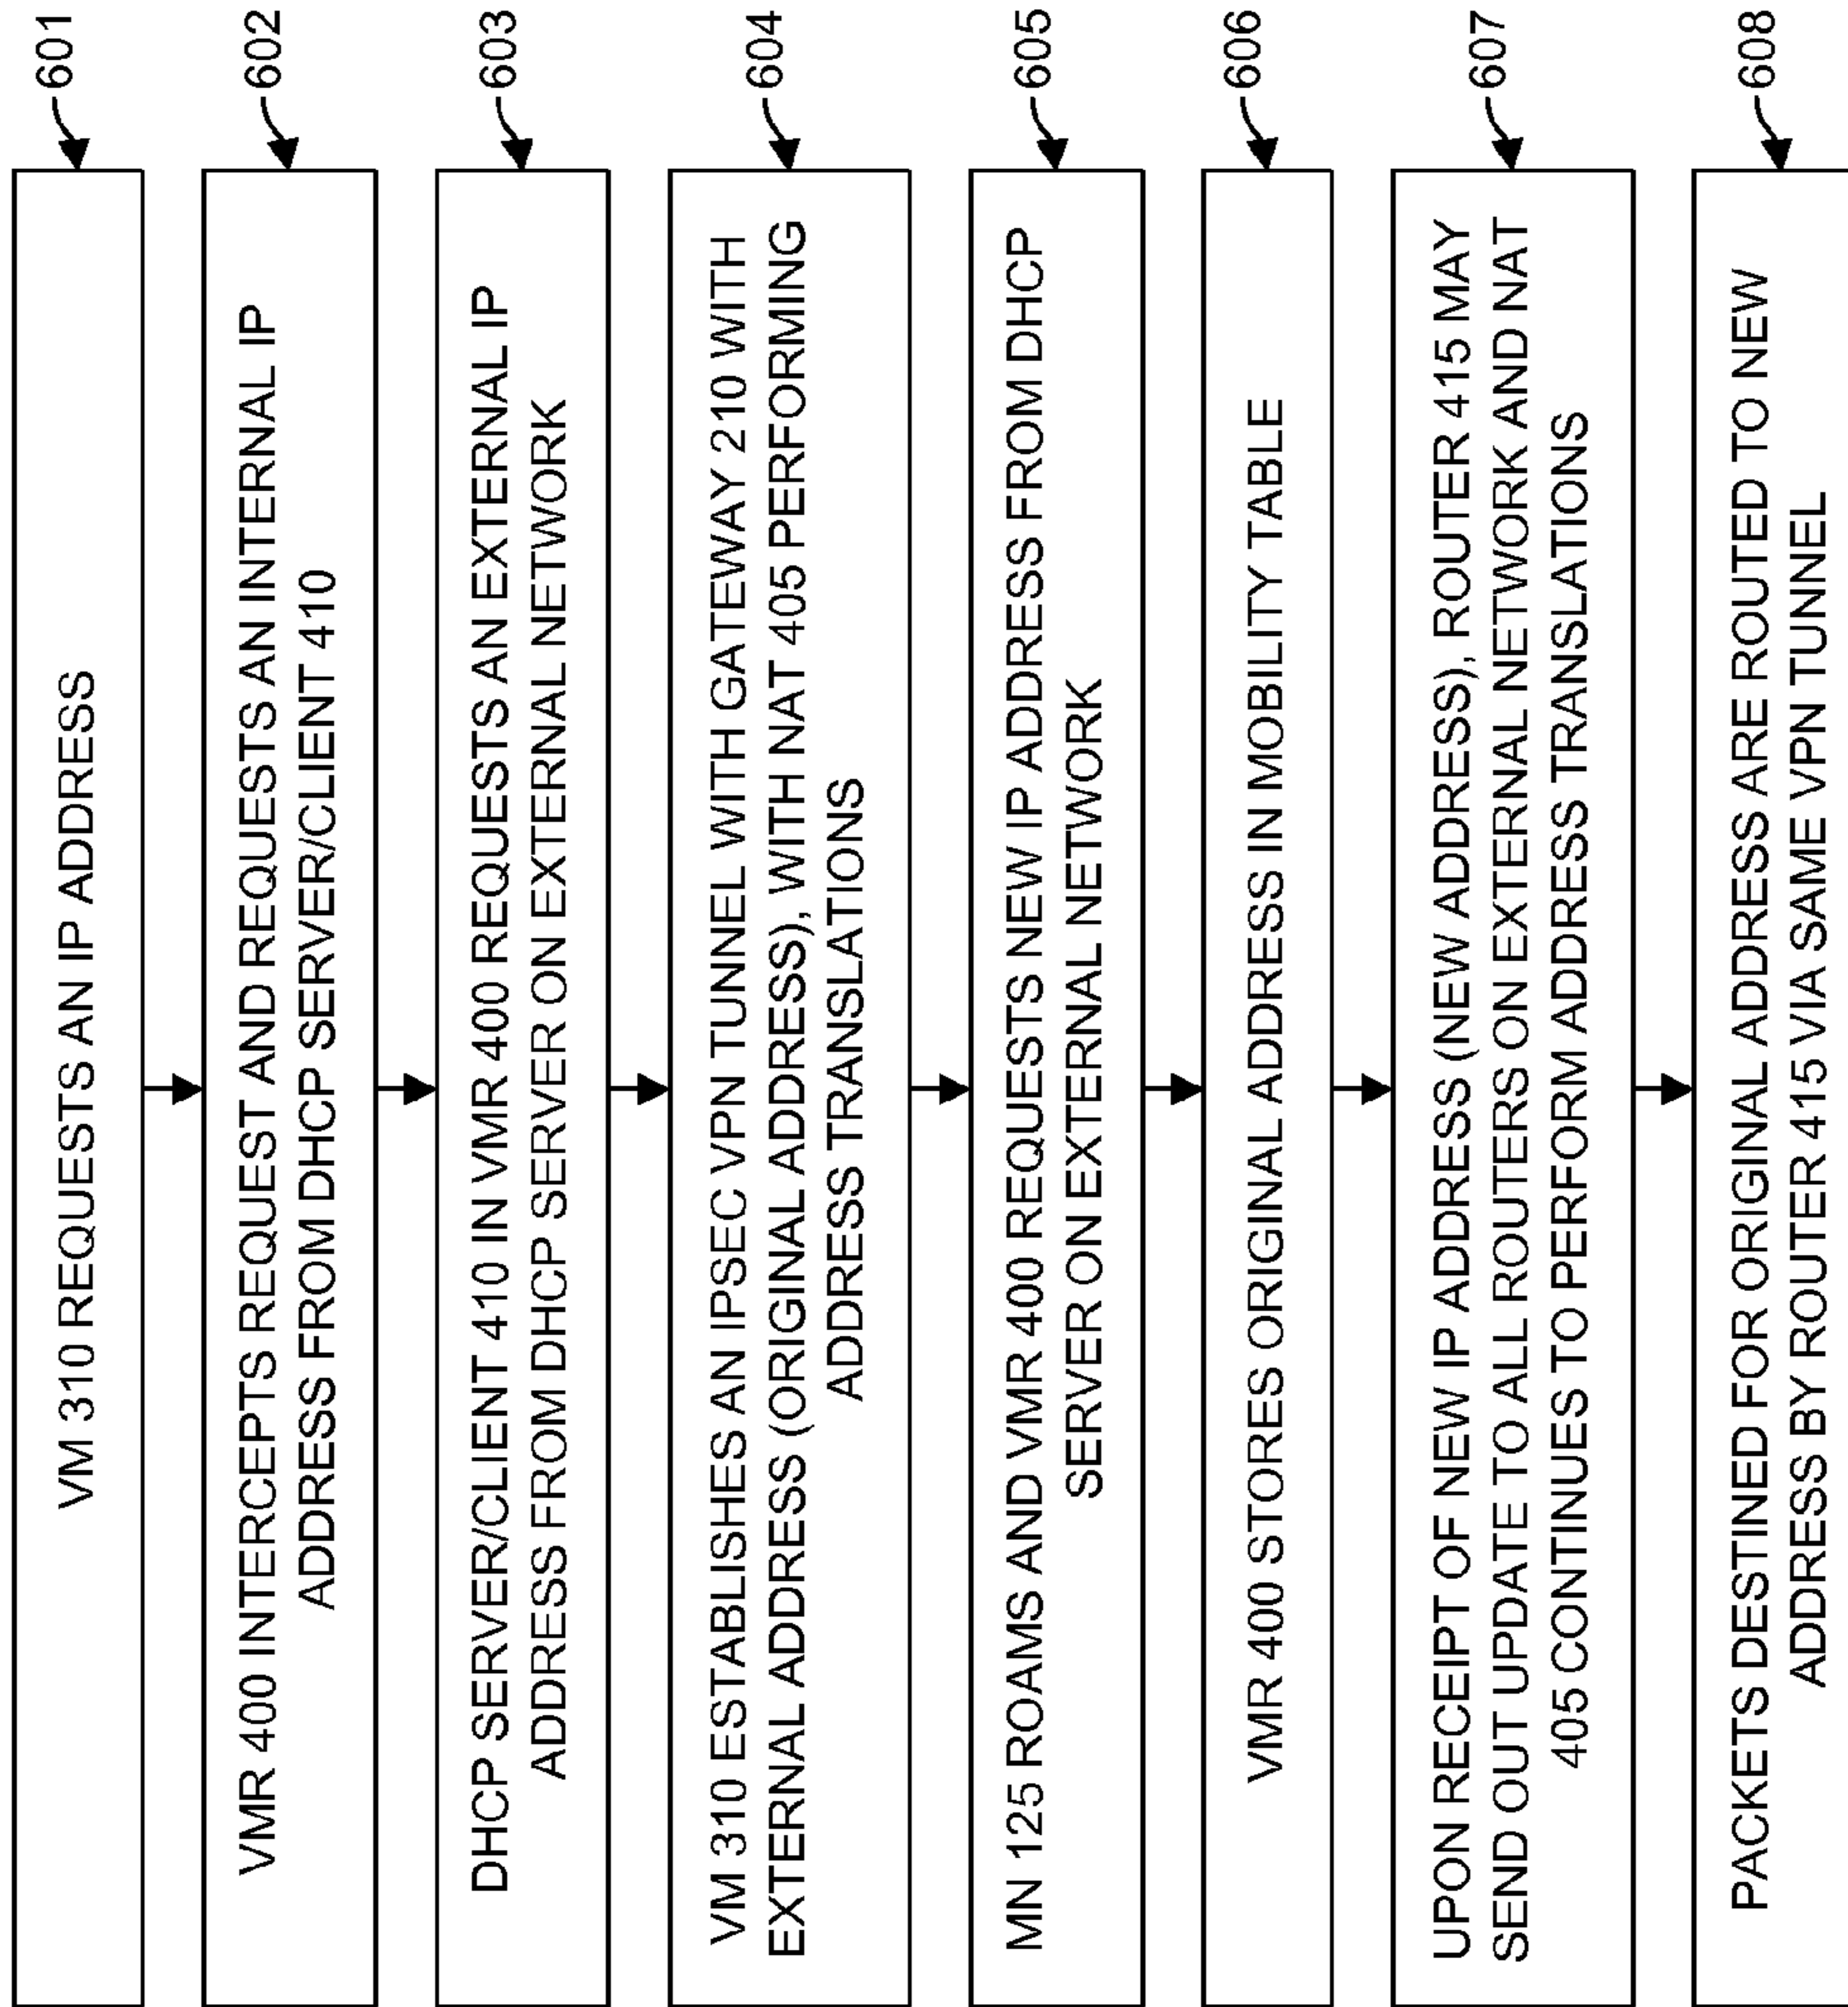 601
VM 310 REQUESTS AN IP ADDRESS
602
VMR 400 INTERCEPTS REQUEST AND REQUESTS AN INTERNAL IP
ADDRESS FROM DHCP SERVER/CLIENT 410
603
DHCP SERVER/CLIENT 410 IN VMR 400 REQUESTS AN EXTERNAL IP
ADDRESS FROM DHCP SERVER ON EXTERNAL NETWORK
604
VM 310 ESTABLISHES AN IPSEC VPN TUNNEL WITH GATEWAY 210 WITH
EXTERNAL ADDRESS (ORIGINAL ADDRESS), WITH NAT 405 PERFORMING
ADDRESS TRANSLATIONS
605
MN 125 ROAMS AND VMR 400 REQUESTS NEW IP ADDRESS FROM DHCP
SERVER ON EXTERNAL NETWORK
606
VMR 400 STORES ORIGINAL ADDRESS IN MOBILITY TABLE
607
UPON RECEIPT OF NEW IP ADDRESS (NEW ADDRESS), ROUTER 415 MAY
SEND OUT UPDATE TO ALL ROUTERS ON EXTERNAL NETWORK AND NAT
405 CONTINUES TO PERFORM ADDRESS TRANSLATIONS
608
PACKETS DESTINED FOR ORIGINAL ADDRESS ARE ROUTED TO NEW
ADDRESS BY ROUTER 415 VIA SAME VPN TUNNEL